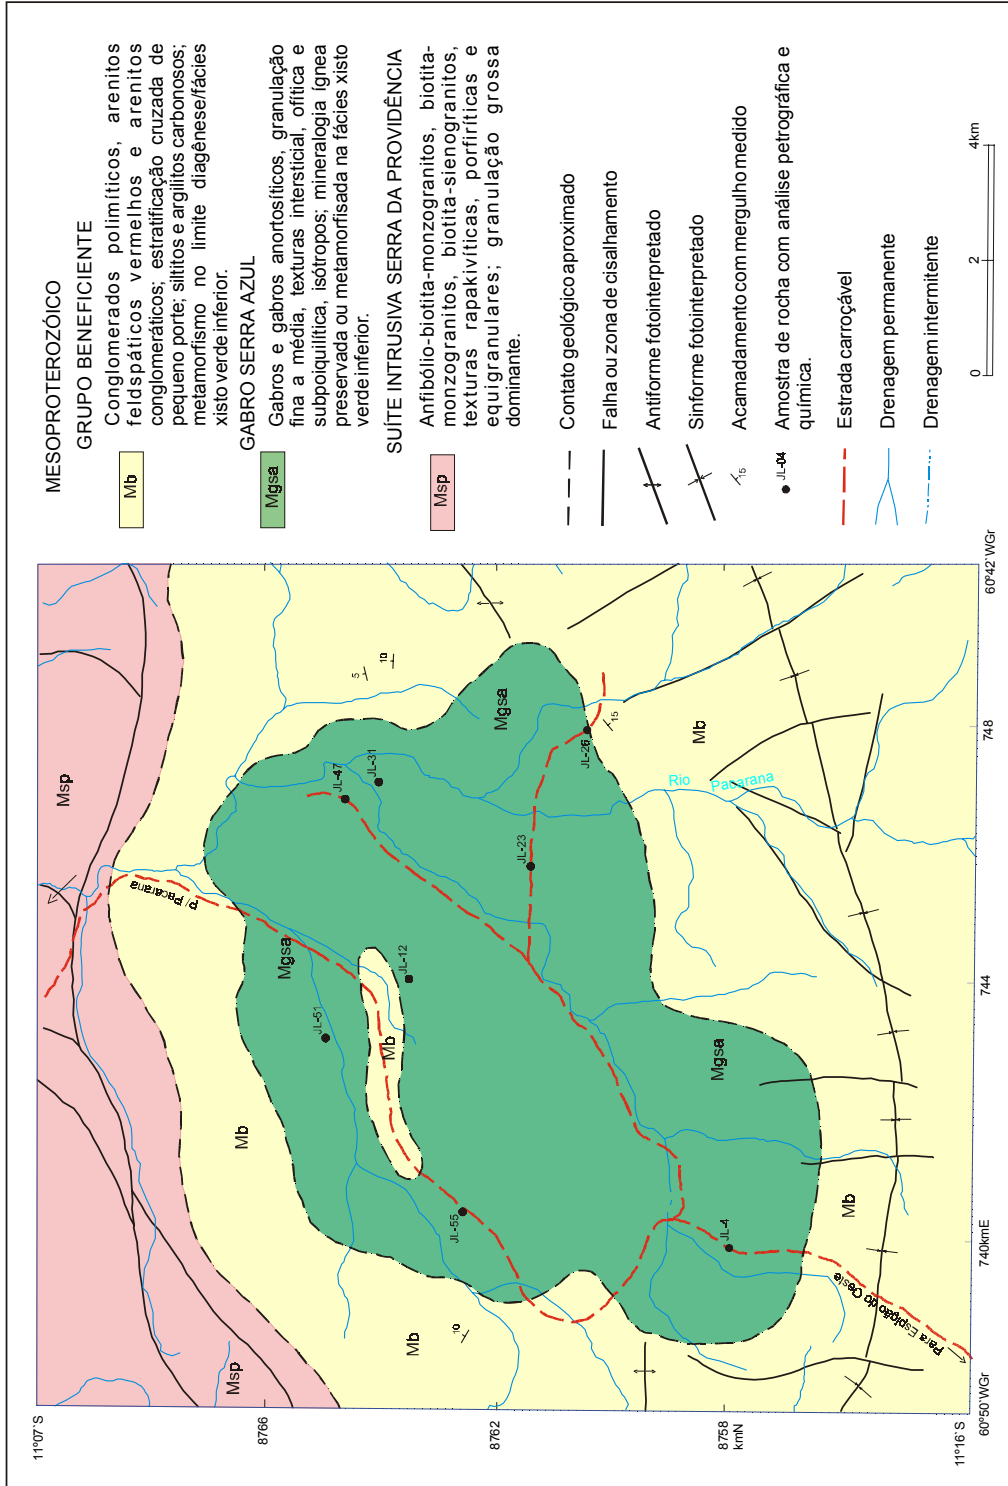 MESOPROTEROZÓICO
GRUPO BENEFICIENTE
Mb
Conglomerados polimíticos, arenitos
feldspáticos vermelhos e arenitos
conglomeráticos; estratificação cruzada de
pequeno porte; siltitos e argilitos carbonosos;
metamorfismo no limite diagênese/fácies
xisto verde inferior.
GABRO SERRA AZUL
Mgsa
Gabros e gabros anortosíticos, granulação
fina a média, texturas intersticial, ofítica e
subpoiquilítica, isótropos; mineralogia ígnea
preservada ou metamorfisada na fácies xisto
verde inferior.
SUÍTE INTRUSIVA SERRA DA PROVIDÊNCIA
Msp
Anfibólio-biotita-monzogranitos, biotita-
monzogranitos, biotita-sienogranitos,
texturas rapakivíticas, porfiríticas e
equigranulares; granulação grossa
dominante.
Contato geológico aproximado
Falha ou zona de cisalhamento
Antiforme fotointerpretado
Sinforme fotointerpretado
15
Acamadamento com mergulho medido
JL-04
Amostra de rocha com análise petrográfica e
química.
Estrada carroçável
Drenagem permanente
Drenagem intermitente
0 2 4km
11°07' S
8766
8762
8758
kmN
11°16' S
60°50'WGr
740kmE
744
748
60°42'WGr
Msp
Msp
Mb
Mb
Mb
Mb
Mb
Mgsa
Mgsa
Mgsa
p/ Pacarana
Para Espigão do Oeste
Rio Pacarana
JL-47
JL-31
JL-51
JL-12
JL-23
JL-26
JL-55
JL-4
5
10
15
10